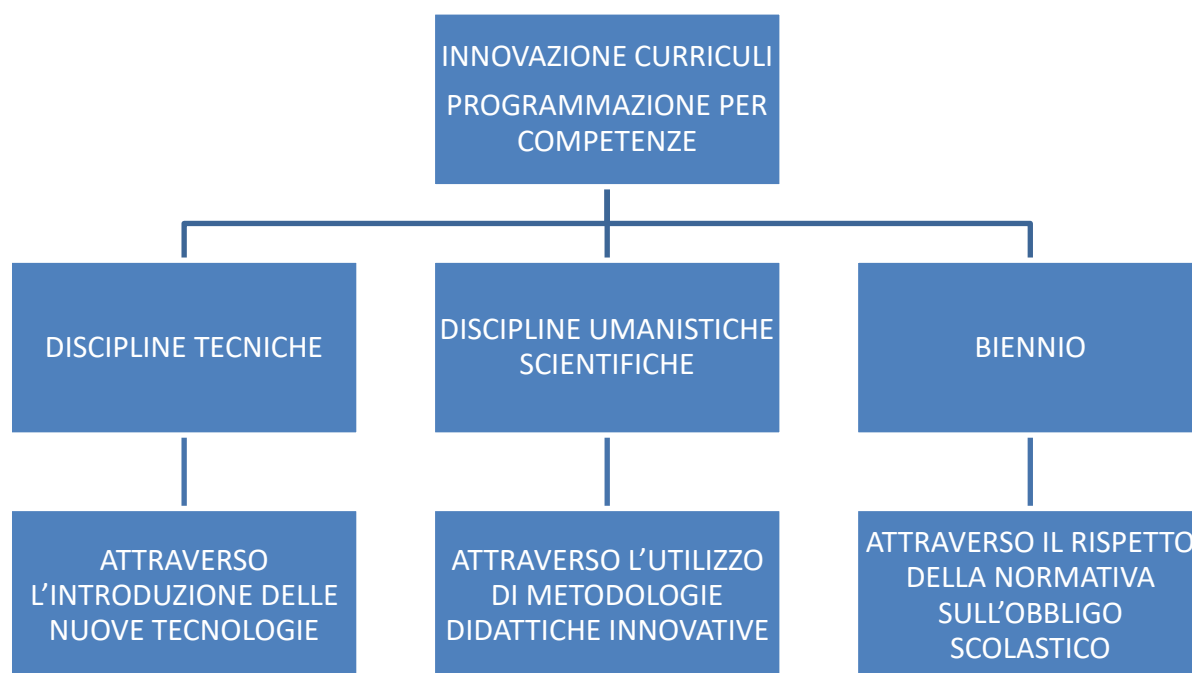 INNOVAZIONE CURRICULI
PROGRAMMAZIONE PER
COMPETENZE
DISCIPLINE TECNICHE
DISCIPLINE UMANISTICHE
SCIENTIFICHE
BIENNIO
ATTRAVERSO
L’INTRODUZIONE DELLE
NUOVE TECNOLOGIE
ATTRAVERSO L’UTILIZZO
DI METODOLOGIE
DIDATTICHE INNOVATIVE
ATTRAVERSO IL RISPETTO
DELLA NORMATIVA
SULL’OBBLIGO
SCOLASTICO